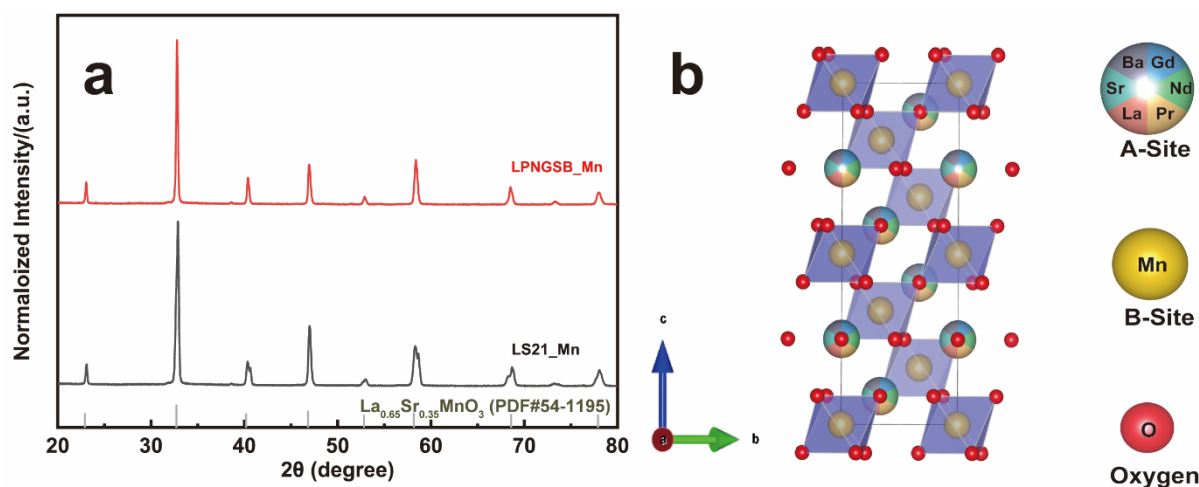 a
Normaloized Intensity/(a.u.)
LPNGSB_Mn
LS21_Mn
La0.65Sr0.35MnO3 (PDF#54-1195)
20 30 40 50 60 70 80
2θ (degree)
b
c
a
b
Ba Gd
Sr Nd
La Pr
A-Site
Mn
B-Site
O
Oxygen